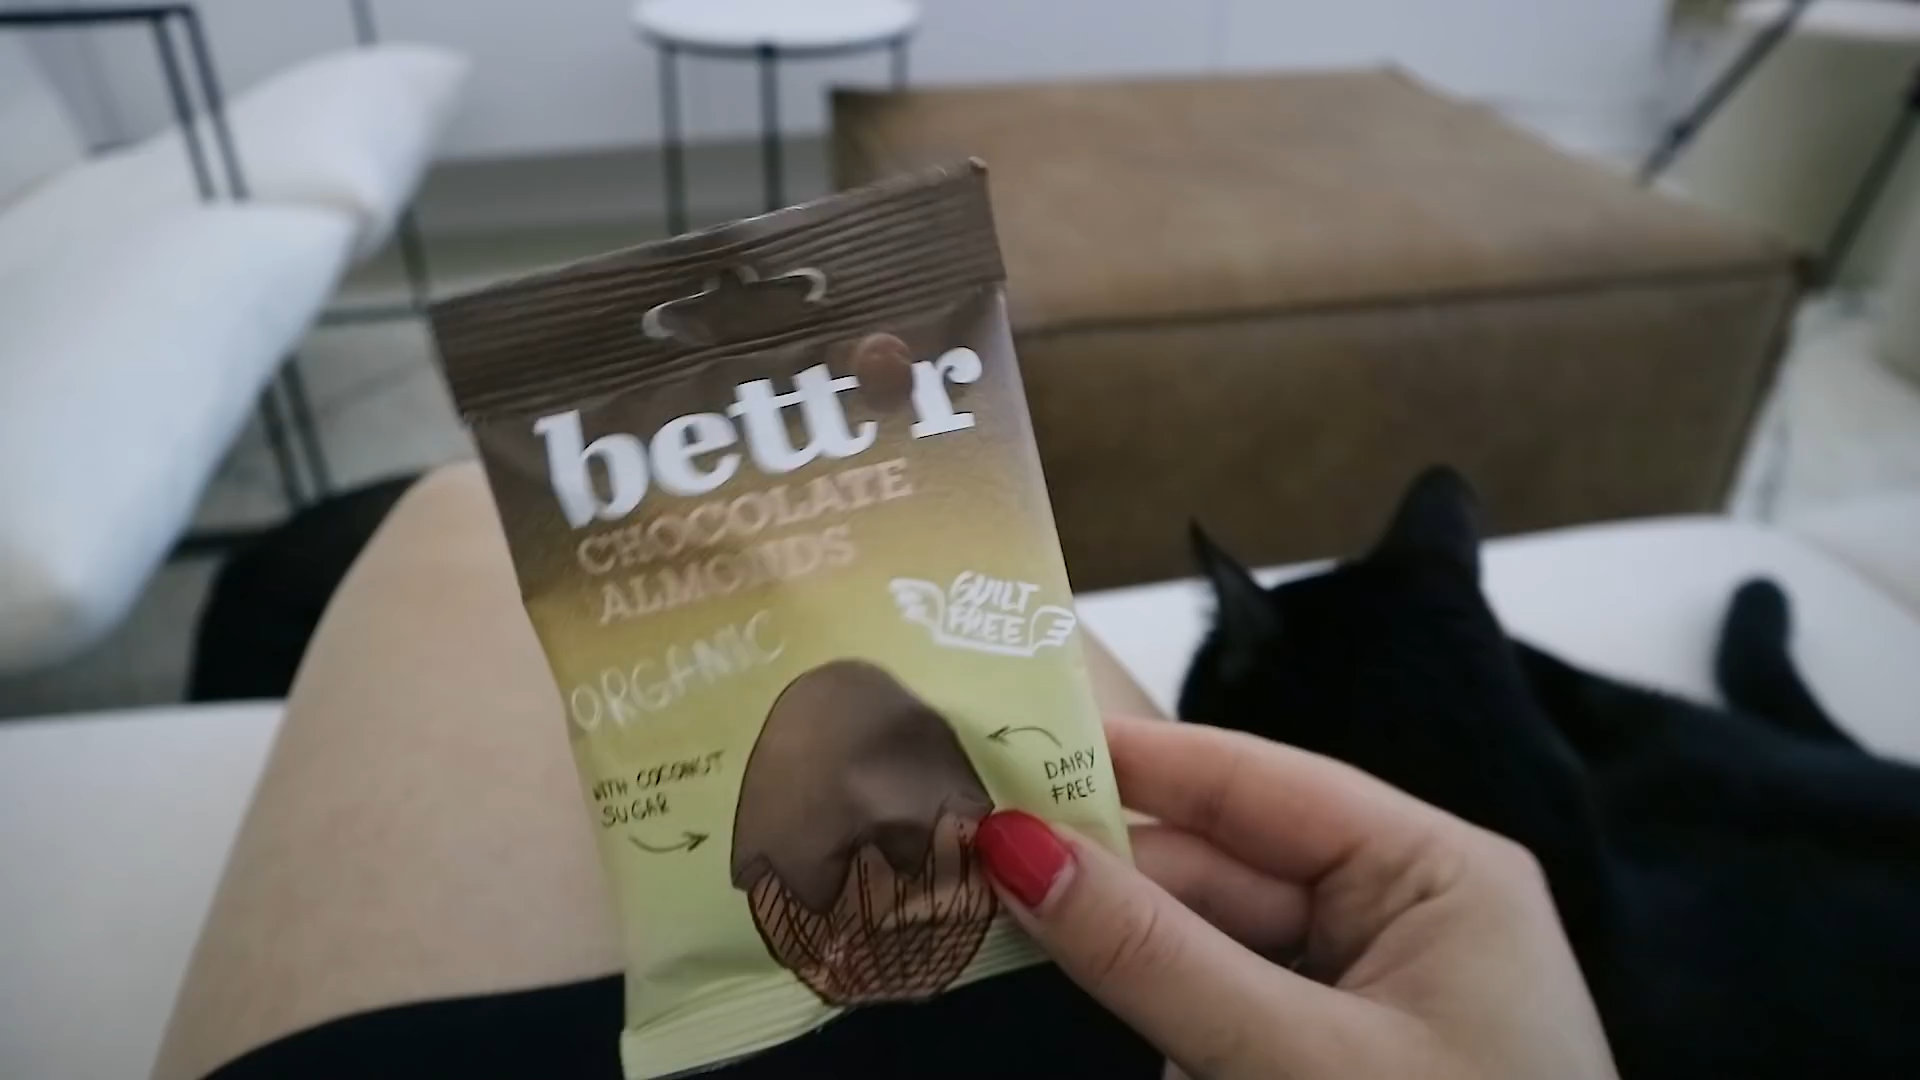 bett r
CHOCOLATE
ALMONDS
GUILT
FREE
ORGANIC
WITH COCONUT
SUGAR
DAIRY
FREE